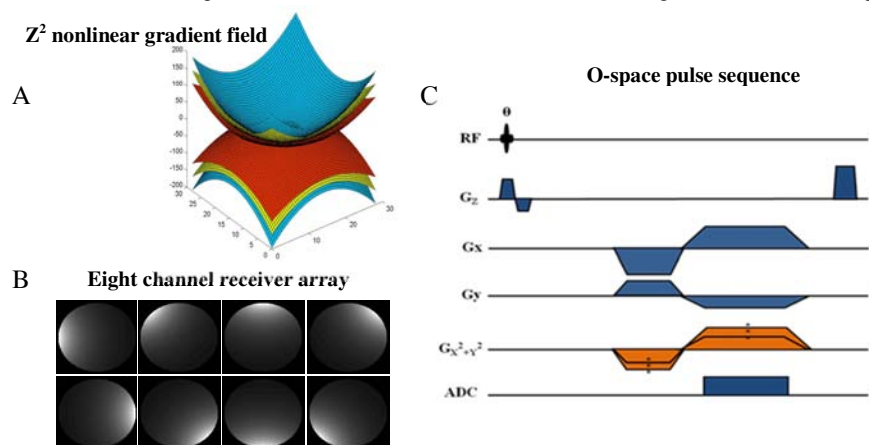 Z² nonlinear gradient field
A
200
150
100
50
0
-50
-100
-150
-200
30
25
20
15
10
5
0
0
10
20
30
B
Eight channel receiver array
C
O-space pulse sequence
θ
RF
Gz
Gx
Gy
Gx²+y²
ADC